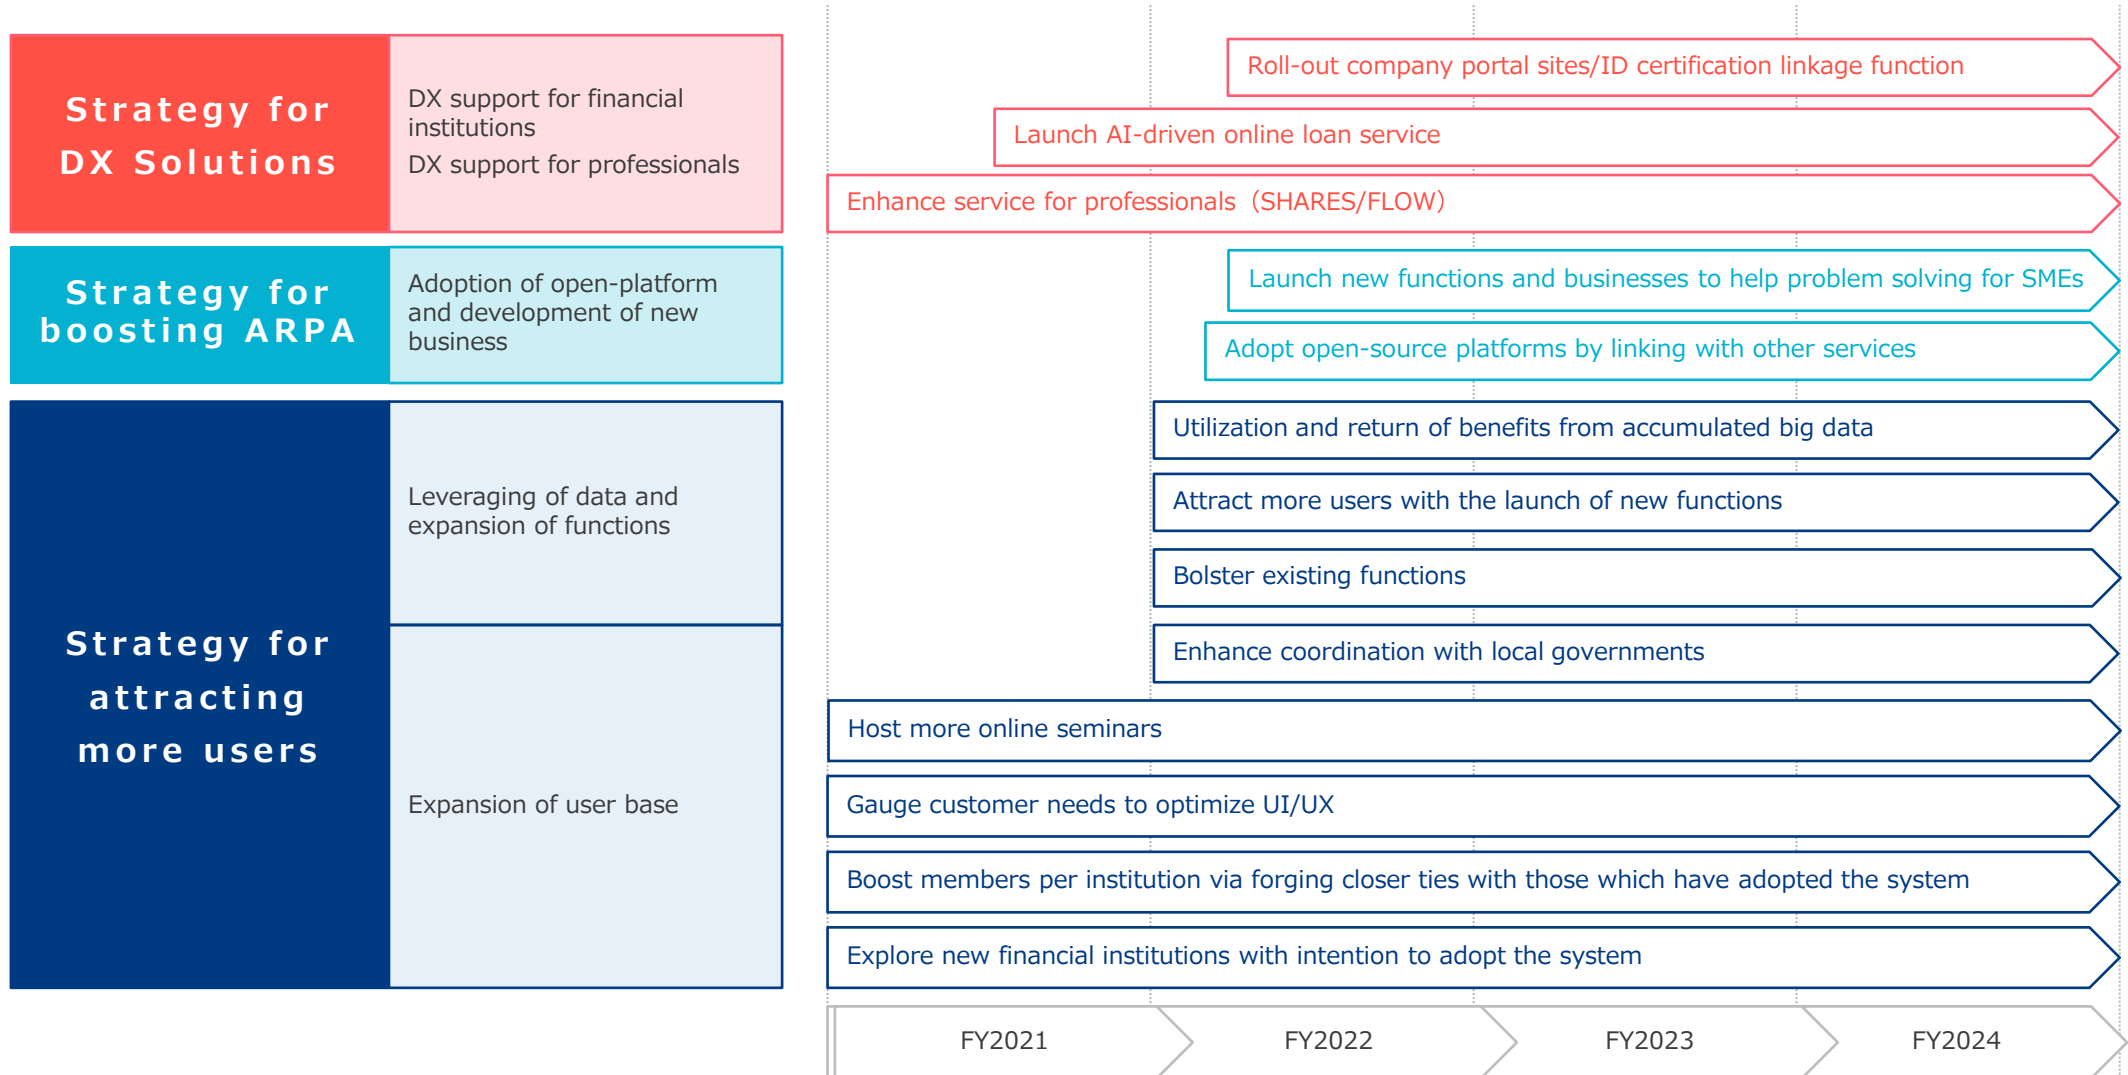 Strategy for
DX Solutions
DX support for financial
institutions
DX support for professionals
Roll-out company portal sites/ID certification linkage function
Launch AI-driven online loan service
Enhance service for professionals（SHARES/FLOW）
Strategy for
boosting ARPA
Adoption of open-platform
and development of new
business
Launch new functions and businesses to help problem solving for SMEs
Adopt open-source platforms by linking with other services
Strategy for
attracting
more users
Leveraging of data and
expansion of functions
Utilization and return of benefits from accumulated big data
Attract more users with the launch of new functions
Bolster existing functions
Expansion of user base
Enhance coordination with local governments
Host more online seminars
Gauge customer needs to optimize UI/UX
Boost members per institution via forging closer ties with those which have adopted the system
Explore new financial institutions with intention to adopt the system
FY2021
FY2022
FY2023
FY2024